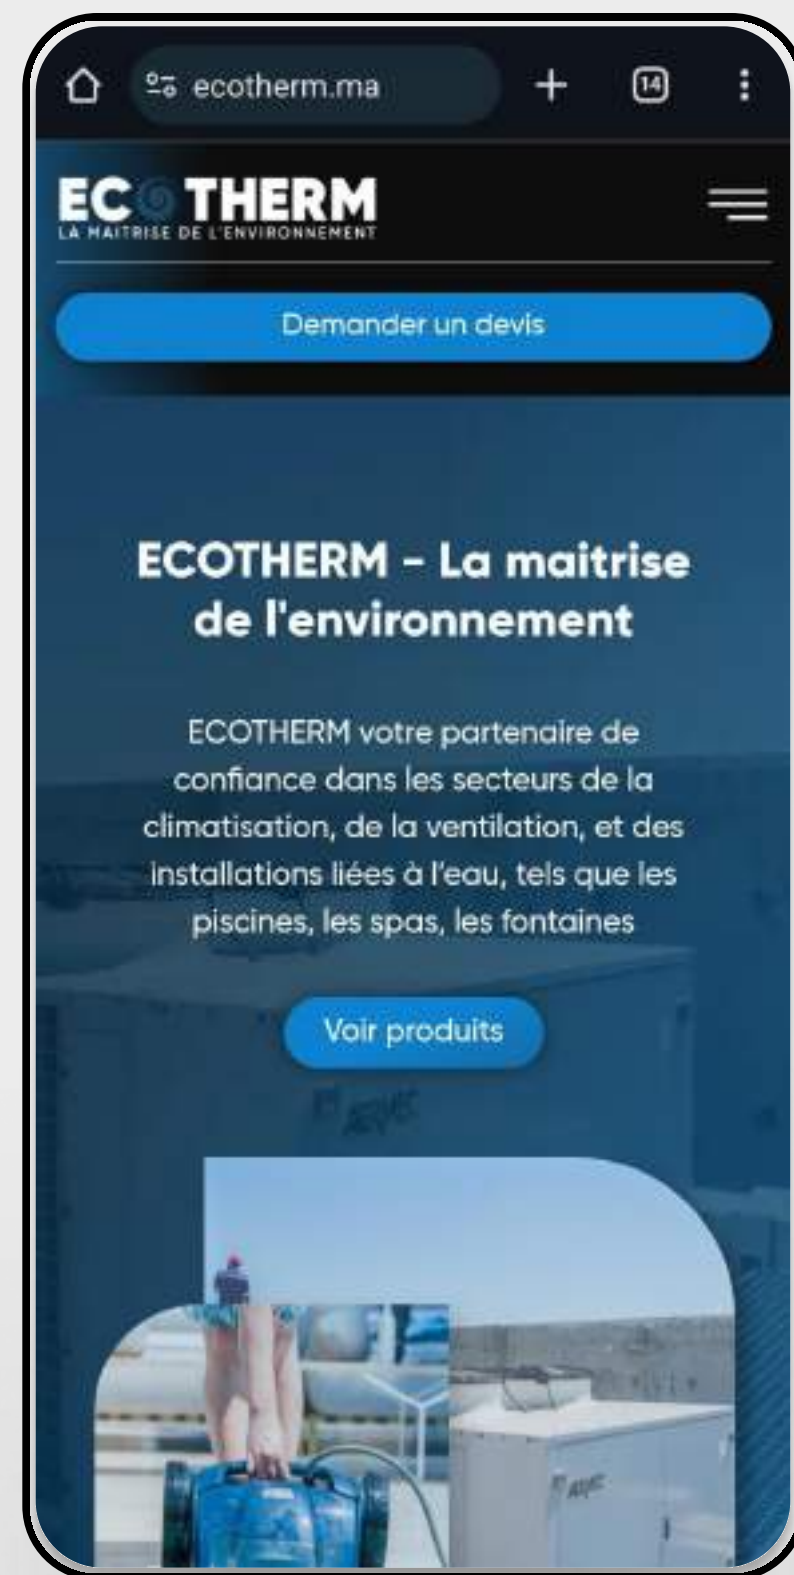 ecotherm.ma
14
ECOTHERM
LA MAITRISE DE L'ENVIRONNEMENT
Demander un devis
ECOTHERM - La maitrise
de l'environnement
ECOTHERM votre partenaire de
confiance dans les secteurs de la
climatisation, de la ventilation, et des
installations liées à l'eau, tels que les
piscines, les spas, les fontaines
Voir produits